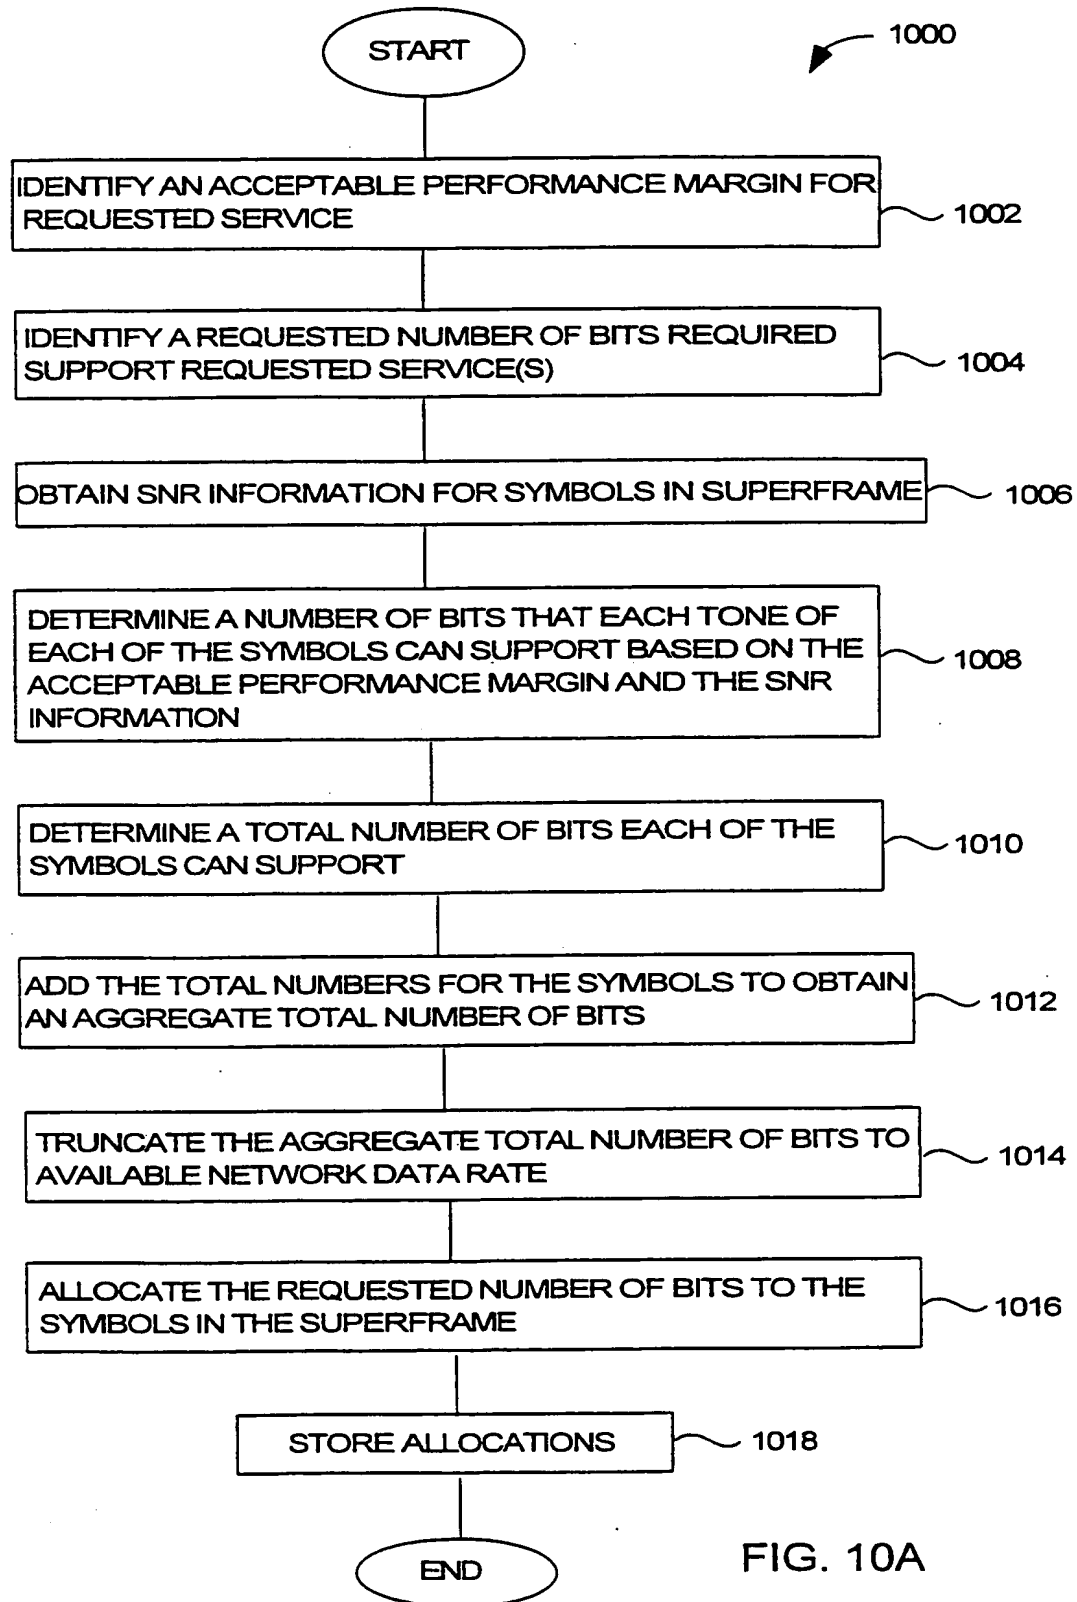 START
1000
IDENTIFY AN ACCEPTABLE PERFORMANCE MARGIN FOR
REQUESTED SERVICE
1002
IDENTIFY A REQUESTED NUMBER OF BITS REQUIRED
SUPPORT REQUESTED SERVICE(S)
1004
OBTAIN SNR INFORMATION FOR SYMBOLS IN SUPERFRAME
1006
DETERMINE A NUMBER OF BITS THAT EACH TONE OF
EACH OF THE SYMBOLS CAN SUPPORT BASED ON THE
ACCEPTABLE PERFORMANCE MARGIN AND THE SNR
INFORMATION
1008
DETERMINE A TOTAL NUMBER OF BITS EACH OF THE
SYMBOLS CAN SUPPORT
1010
ADD THE TOTAL NUMBERS FOR THE SYMBOLS TO OBTAIN
AN AGGREGATE TOTAL NUMBER OF BITS
1012
TRUNCATE THE AGGREGATE TOTAL NUMBER OF BITS TO
AVAILABLE NETWORK DATA RATE
1014
ALLOCATE THE REQUESTED NUMBER OF BITS TO THE
SYMBOLS IN THE SUPERFRAME
1016
STORE ALLOCATIONS
1018
END
FIG. 10A